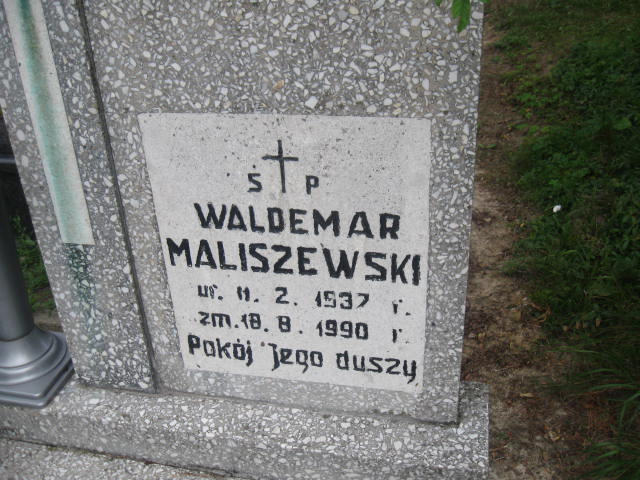 Ś P
WALDEMAR
MALISZEWSKI
ur. 11. 2. 1937 r.
zm. 18. 8. 1990 r.
Pokój Jego duszy